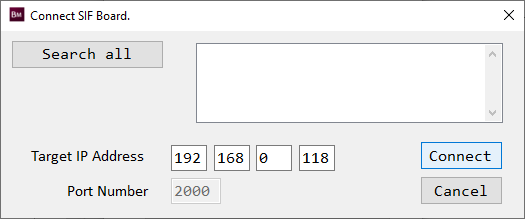 BM Connect SIF Board.
Search all
Target IP Address 192 168 0 118 Connect
Port Number 2000 Cancel